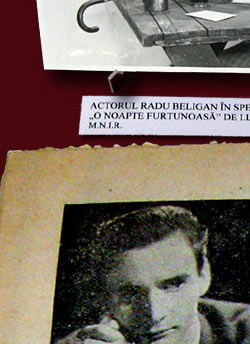 ACTORUL RADU BELIGAN ÎN SPE
„O NOAPTE FURTUNOASĂ” DE I.L
M.N.I.R.